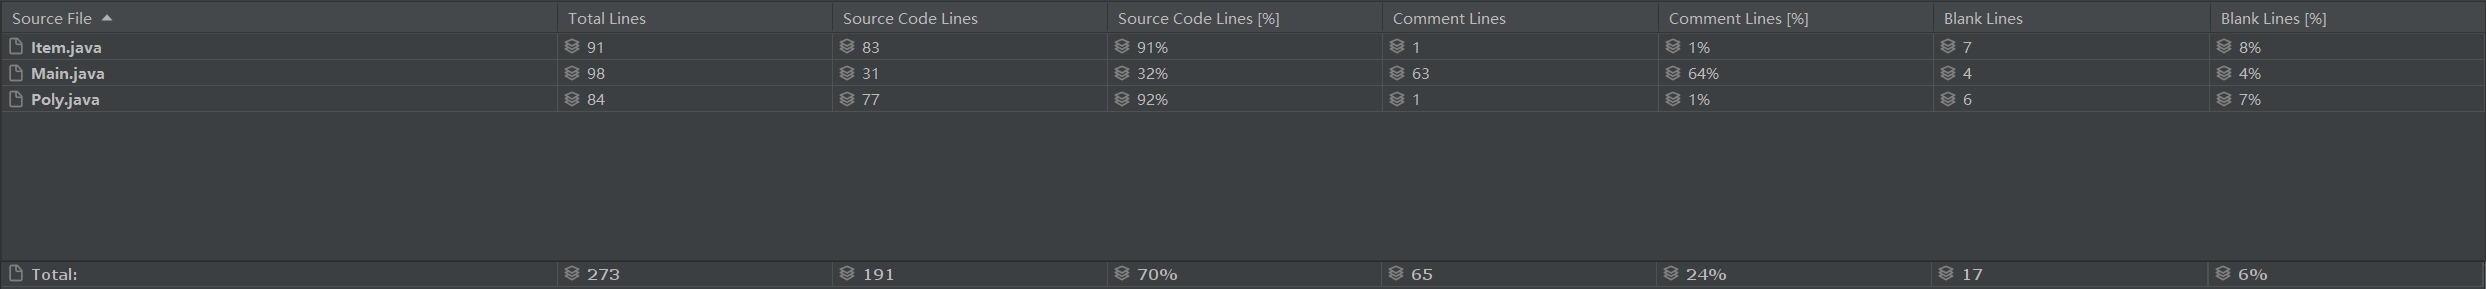 Source File Total Lines Source Code Lines Source Code Lines [%] Comment Lines Comment Lines [%] Blank Lines Blank Lines [%]
Item.java 91 83 91% 1 1% 7 8%
Main.java 98 31 32% 63 64% 4 4%
Poly.java 84 77 92% 1 1% 6 7%
Total: 273 191 70% 65 24% 17 6%